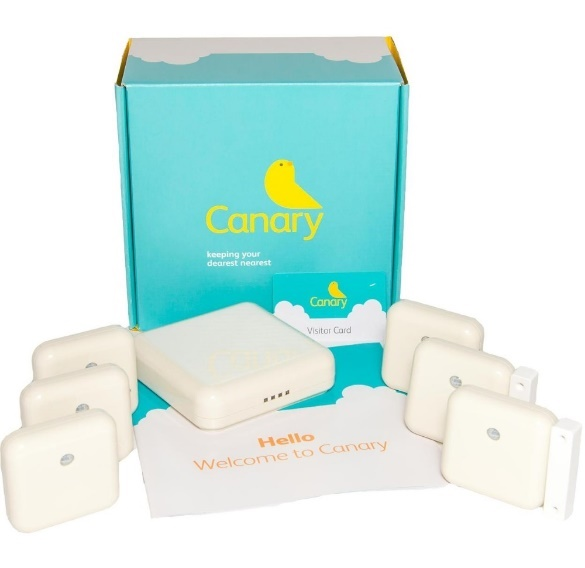 Canary
keeping your
dearest nearest
Canary
Visitor Card
Hello
Welcome to Canary